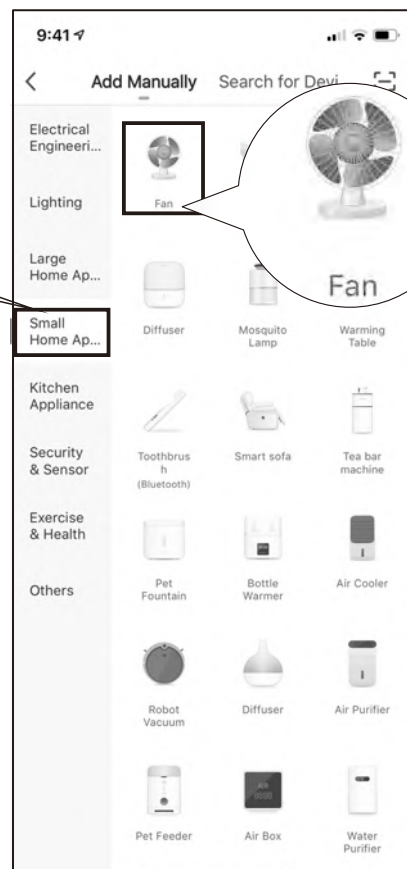 9:41
Add Manually Search for Devi
Electrical
Engineeri...
Lighting
Large
Home Ap...
Small
Home Ap...
Kitchen
Appliance
Security
& Sensor
Exercise
& Health
Others
Fan
Fan
Diffuser
Mosquito
Lamp
Warming
Table
Toothbrus
h
(Bluetooth)
Smart sofa
Tea bar
machine
Pet
Fountain
Bottle
Warmer
Air Cooler
Robot
Vacuum
Diffuser
Air Purifier
Pet Feeder
Air Box
Water
Purifier